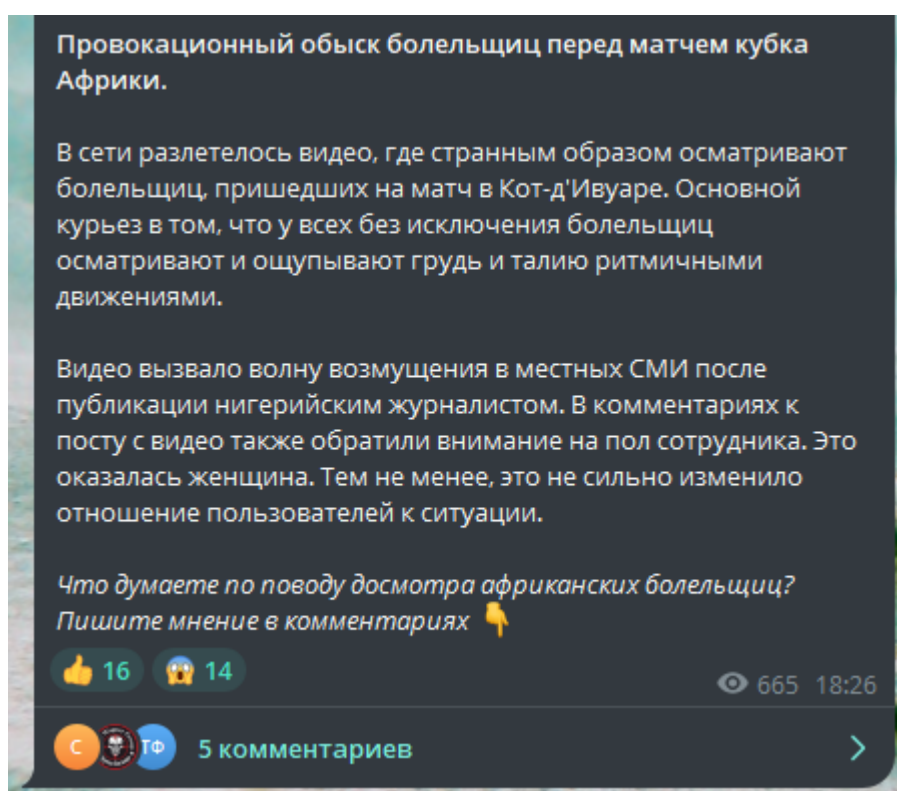 Провокационный обыск болельщиц перед матчем кубка
Африки.
В сети разлетелось видео, где странным образом осматривают
болельщиц, пришедших на матч в Кот-д'Ивуаре. Основной
курьез в том, что у всех без исключения болельщиц
осматривают и ощупывают грудь и талию ритмичными
движениями.
Видео вызвало волну возмущения в местных СМИ после
публикации нигерийским журналистом. В комментариях к
посту с видео также обратили внимание на пол сотрудника. Это
оказалась женщина. Тем не менее, это не сильно изменило
отношение пользователей к ситуации.
Что думаете по поводу досмотра африканских болельщиц?
Пишите мнение в комментариях 👇
👍 16 😱 14
665 18:26
С ТФ 5 комментариев